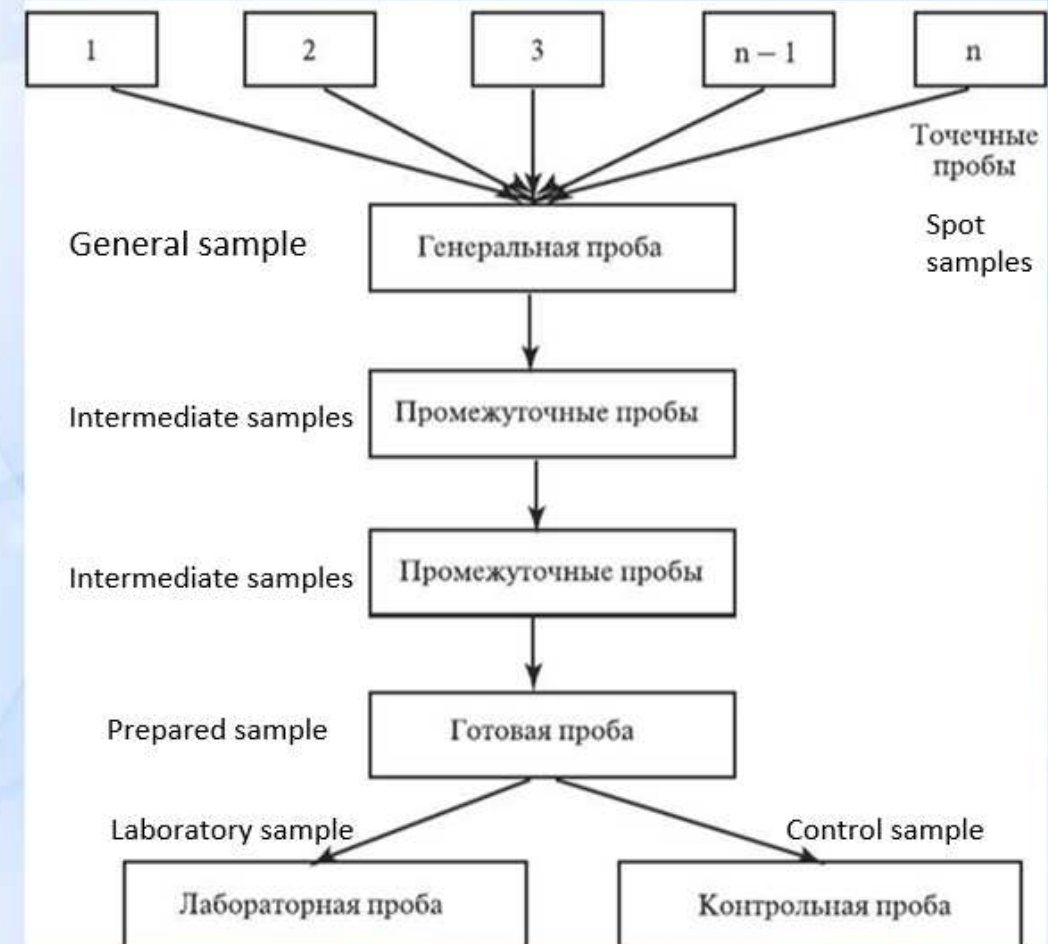 1
2
3
n – 1
n
Точечные
пробы
General sample
Генеральная проба
Spot
samples
Intermediate samples
Промежуточные пробы
Intermediate samples
Промежуточные пробы
Prepared sample
Готовая проба
Laboratory sample
Control sample
Лабораторная проба
Контрольная проба